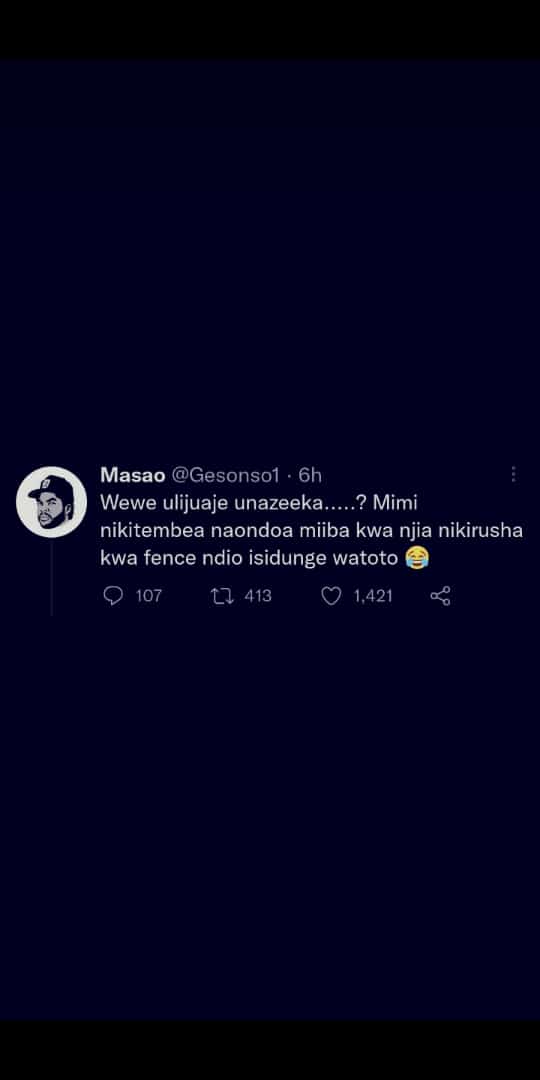 Masao @Gesonso1 · 6h
Wewe ulijuaje unazeeka.....? Mimi
nikitembea naondoa miiba kwa njia nikirusha
kwa fence ndio isidunge watoto 😂
107 413 1,421